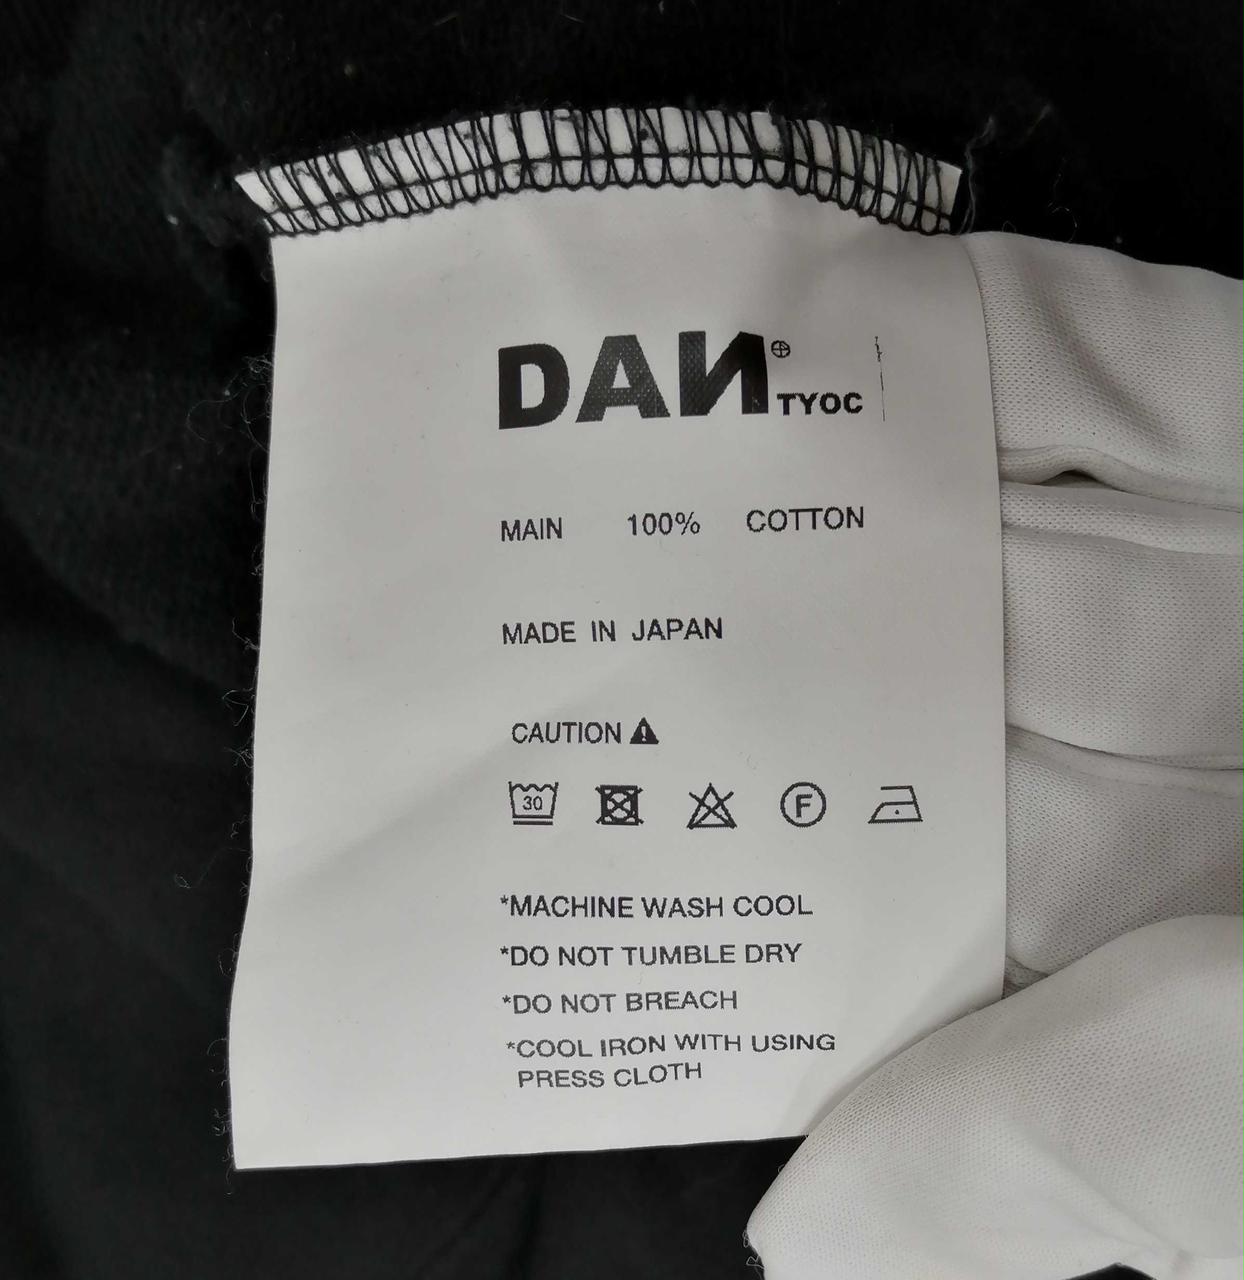 DAИ TYOC
MAIN 100% COTTON
MADE IN JAPAN
CAUTION
30 F
*MACHINE WASH COOL
*DO NOT TUMBLE DRY
*DO NOT BREACH
*COOL IRON WITH USING
PRESS CLOTH